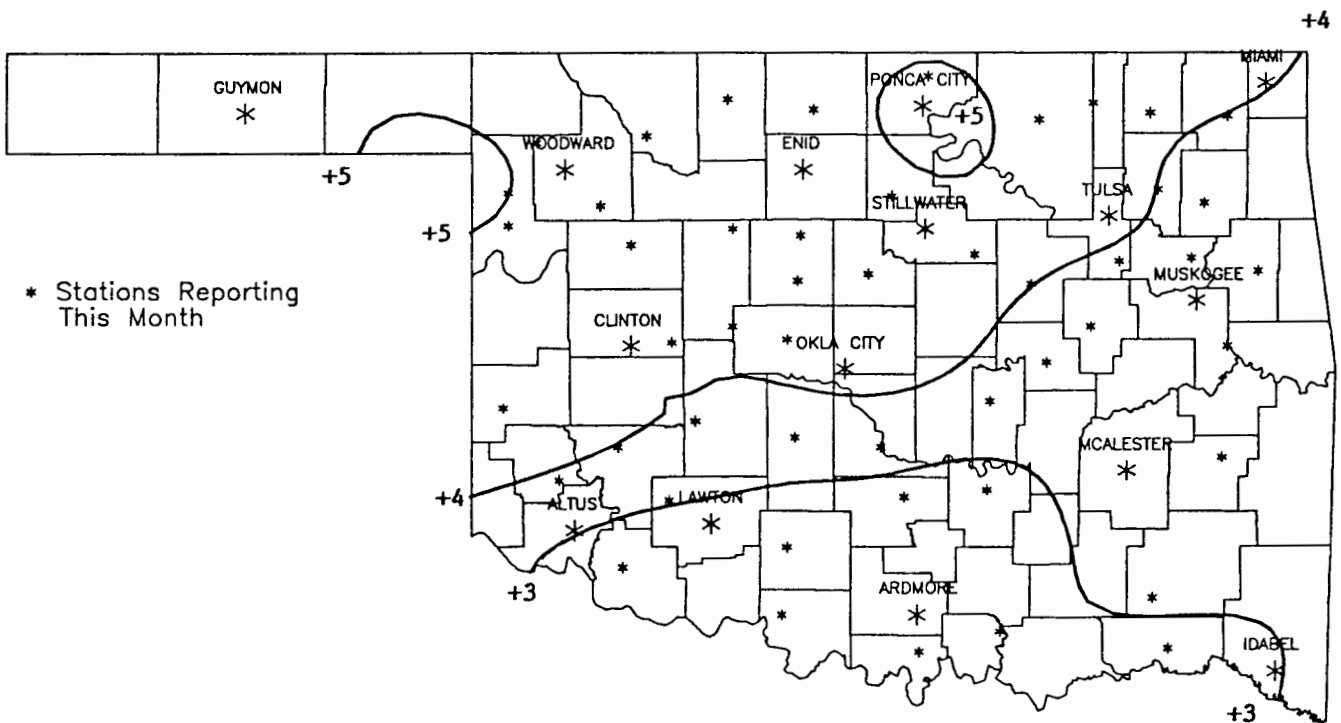 +4
MIAMI
GUYMON
PONCA CITY
+5
WOODWARD
ENID
+5
TULSA
STILLWATER
+5
* Stations Reporting
This Month
MUSKOGEE
CLINTON
OKLA CITY
MCALESTER
+4
ALTUS
LAWTON
+3
ARDMORE
IDABEL
+3